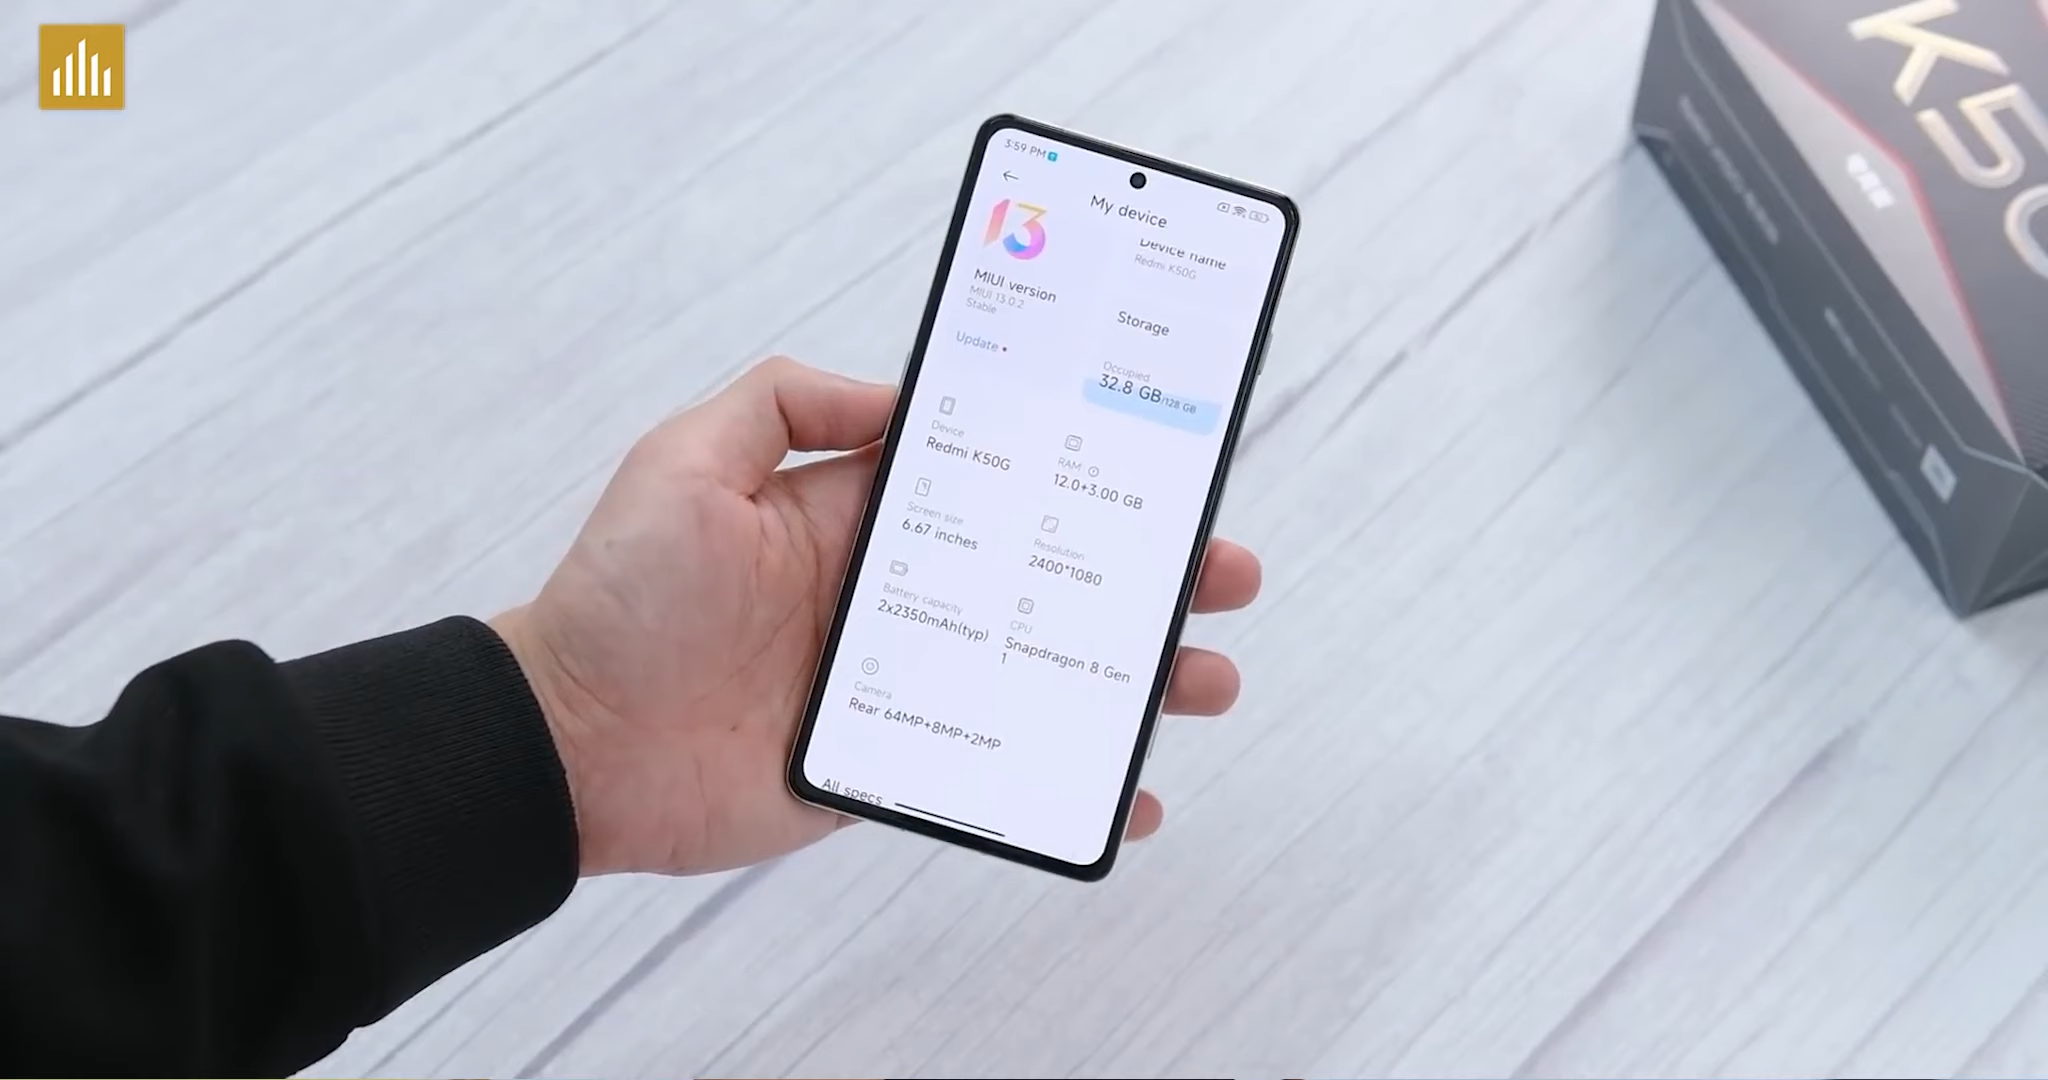 3:59 PM
My device
13
MIUI version
MIUI 13.0.2
Stable
Update
Device name
Redmi K50G
Storage
Occupied
32.8 GB/128 GB
Device
Redmi K50G
RAM
12.0+3.00 GB
Screen size
6.67 inches
Resolution
2400*1080
Battery capacity
2x2350mAh(typ)
CPU
Snapdragon 8 Gen
1
Camera
Rear 64MP+8MP+2MP
All specs
K50